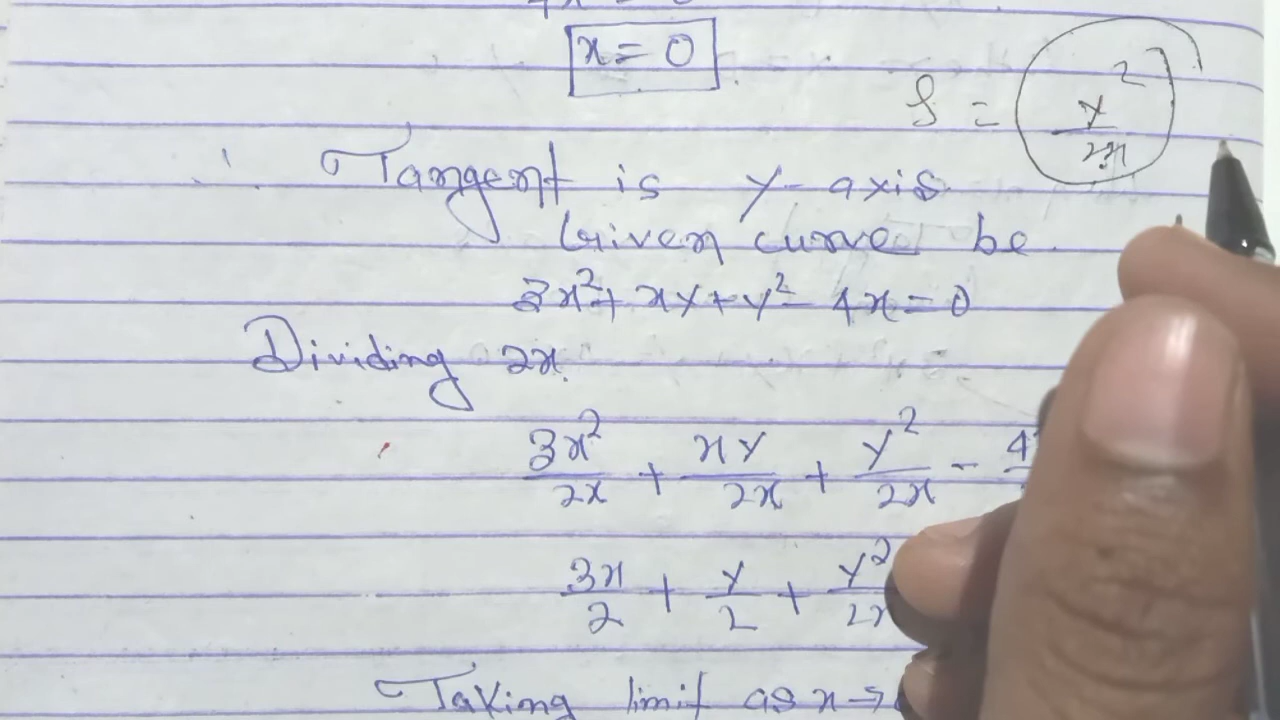 x = 0
ρ = y²/2x
∴ Tangent is y-axis.
Given curve be
3x² + xy + y² - 4x = 0
Dividing 2x.
3x²/2x + xy/2x + y²/2x - 4
3x/2 + y/2 + y²/2x
Taking limit as x →